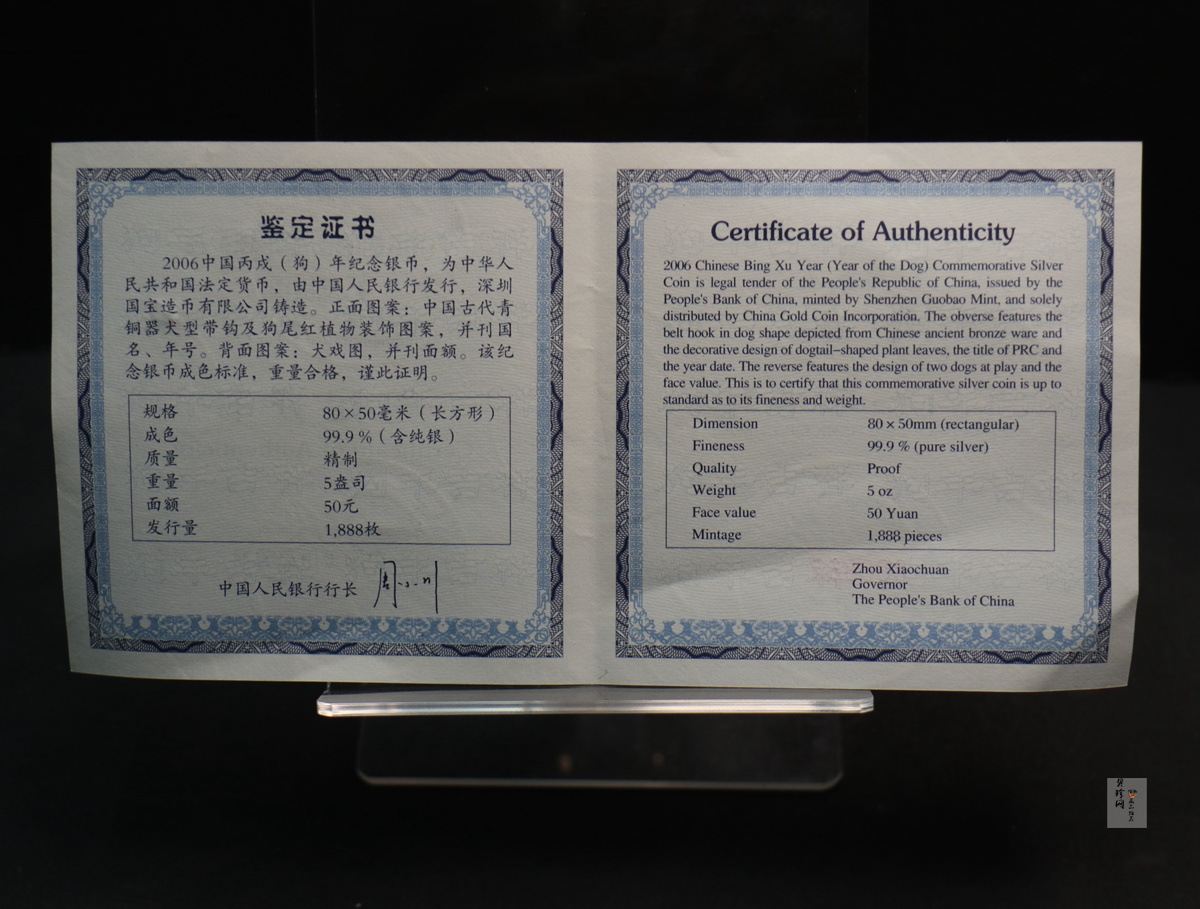 鉴定证书
2006中国丙戌（狗）年纪念银币，为中华人
民共和国法定货币，由中国人民银行发行，深圳
国宝造币有限公司铸造。正面图案：中国古代青
铜器犬型带钩及狗尾红植物装饰图案，并刊国
名、年号。背面图案：犬戏图，并刊面额。该纪
念银币成色标准，重量合格，谨此证明。
规格 80×50毫米（长方形）
成色 99.9％（含纯银）
质量 精制
重量 5盎司
面额 50元
发行量 1,888枚
中国人民银行行长
Certificate of Authenticity
2006 Chinese Bing Xu Year (Year of the Dog) Commemorative Silver
Coin is legal tender of the People's Republic of China, issued by the
People's Bank of China, minted by Shenzhen Guobao Mint, and solely
distributed by China Gold Coin Incorporation. The obverse features the
belt hook in dog shape depicted from Chinese ancient bronze ware and
the decorative design of dogtail-shaped plant leaves, the title of PRC and
the year date. The reverse features the design of two dogs at play and the
face value. This is to certify that this commemorative silver coin is up to
standard as to its fineness and weight.
Dimension 80×50mm (rectangular)
Fineness 99.9 % (pure silver)
Quality Proof
Weight 5 oz
Face value 50 Yuan
Mintage 1,888 pieces
Zhou Xiaochuan
Governor
The People's Bank of China